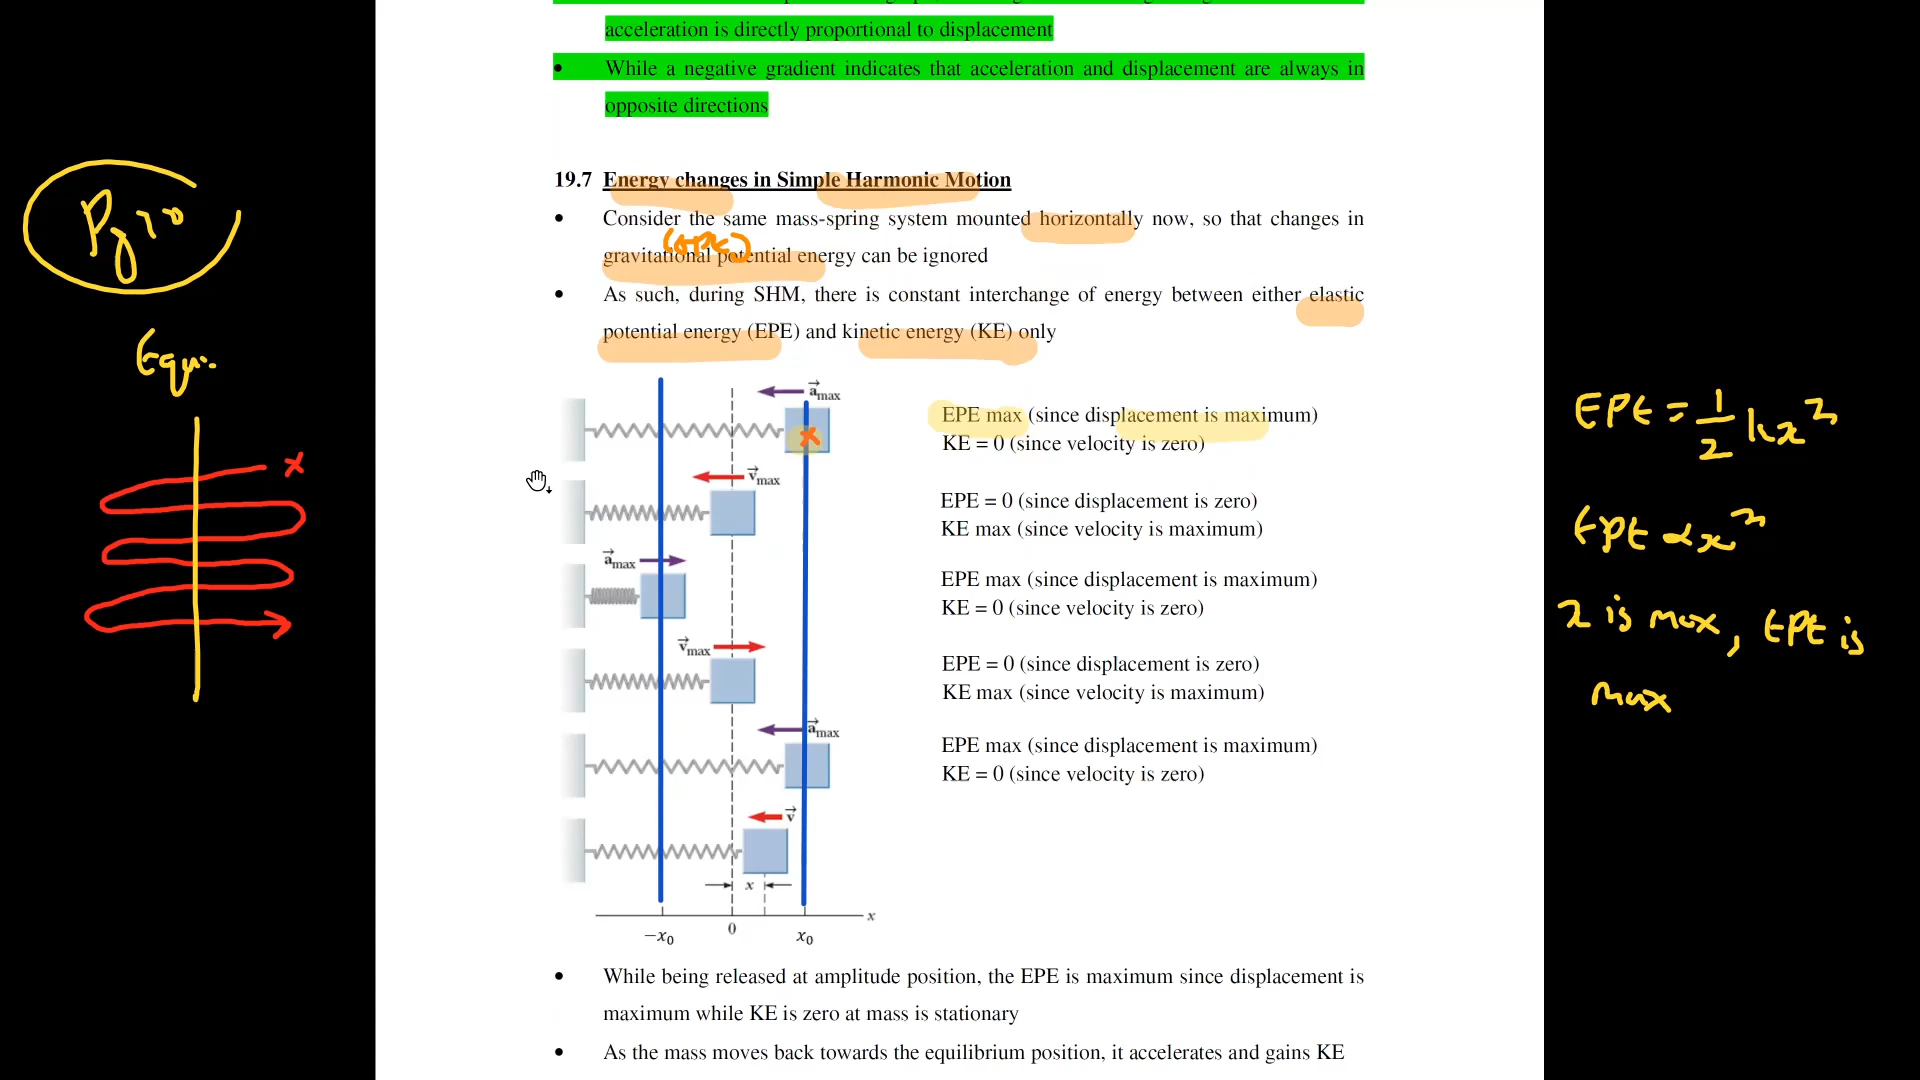 acceleration is directly proportional to displacement
• While a negative gradient indicates that acceleration and displacement are always in
opposite directions
Pg 10
Equi.
x
19.7 Energy changes in Simple Harmonic Motion
• Consider the same mass-spring system mounted horizontally now, so that changes in
(GPE)
gravitational potential energy can be ignored
• As such, during SHM, there is constant interchange of energy between either elastic
potential energy (EPE) and kinetic energy (KE) only
a max
x
v max
a max
v max
a max
v
x
x
−x0 0 x0
EPE max (since displacement is maximum)
KE = 0 (since velocity is zero)
EPE = 0 (since displacement is zero)
KE max (since velocity is maximum)
EPE max (since displacement is maximum)
KE = 0 (since velocity is zero)
EPE = 0 (since displacement is zero)
KE max (since velocity is maximum)
EPE max (since displacement is maximum)
KE = 0 (since velocity is zero)
EPE = 1/2 kx²
EPE ∝ x²
x is max, EPE is
max
• While being released at amplitude position, the EPE is maximum since displacement is
maximum while KE is zero at mass is stationary
• As the mass moves back towards the equilibrium position, it accelerates and gains KE